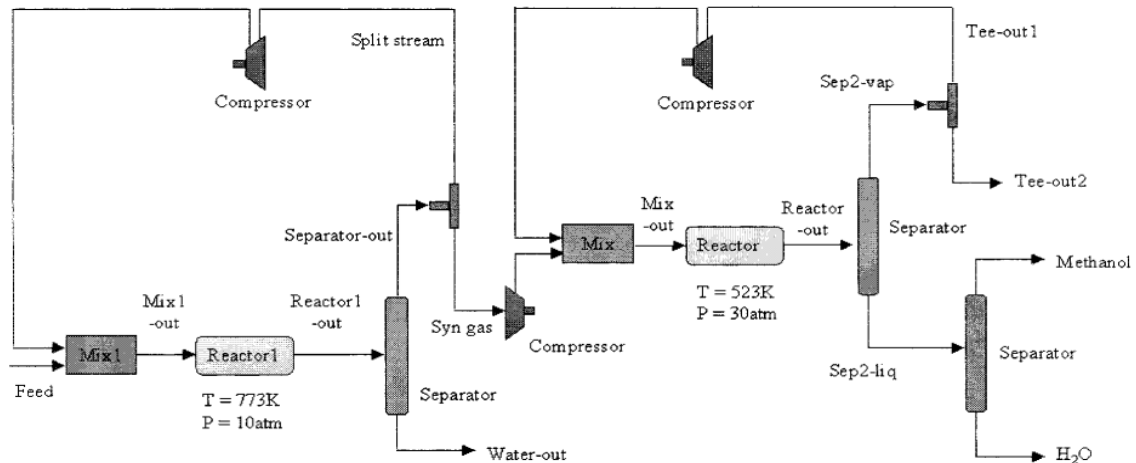 Split stream
Compressor
Tee-out1
Sep2-vap
Compressor
Tee-out2
Separator-out
Mix
-out
Reactor
-out
Mix
Reactor
Separator
T = 523K
P = 30atm
Methanol
Mix1
-out
Reactor1
-out
Syn gas
Compressor
Separator
Mix1
Reactor1
Sep2-liq
Feed
T = 773K
P = 10atm
Separator
Water-out
H₂O